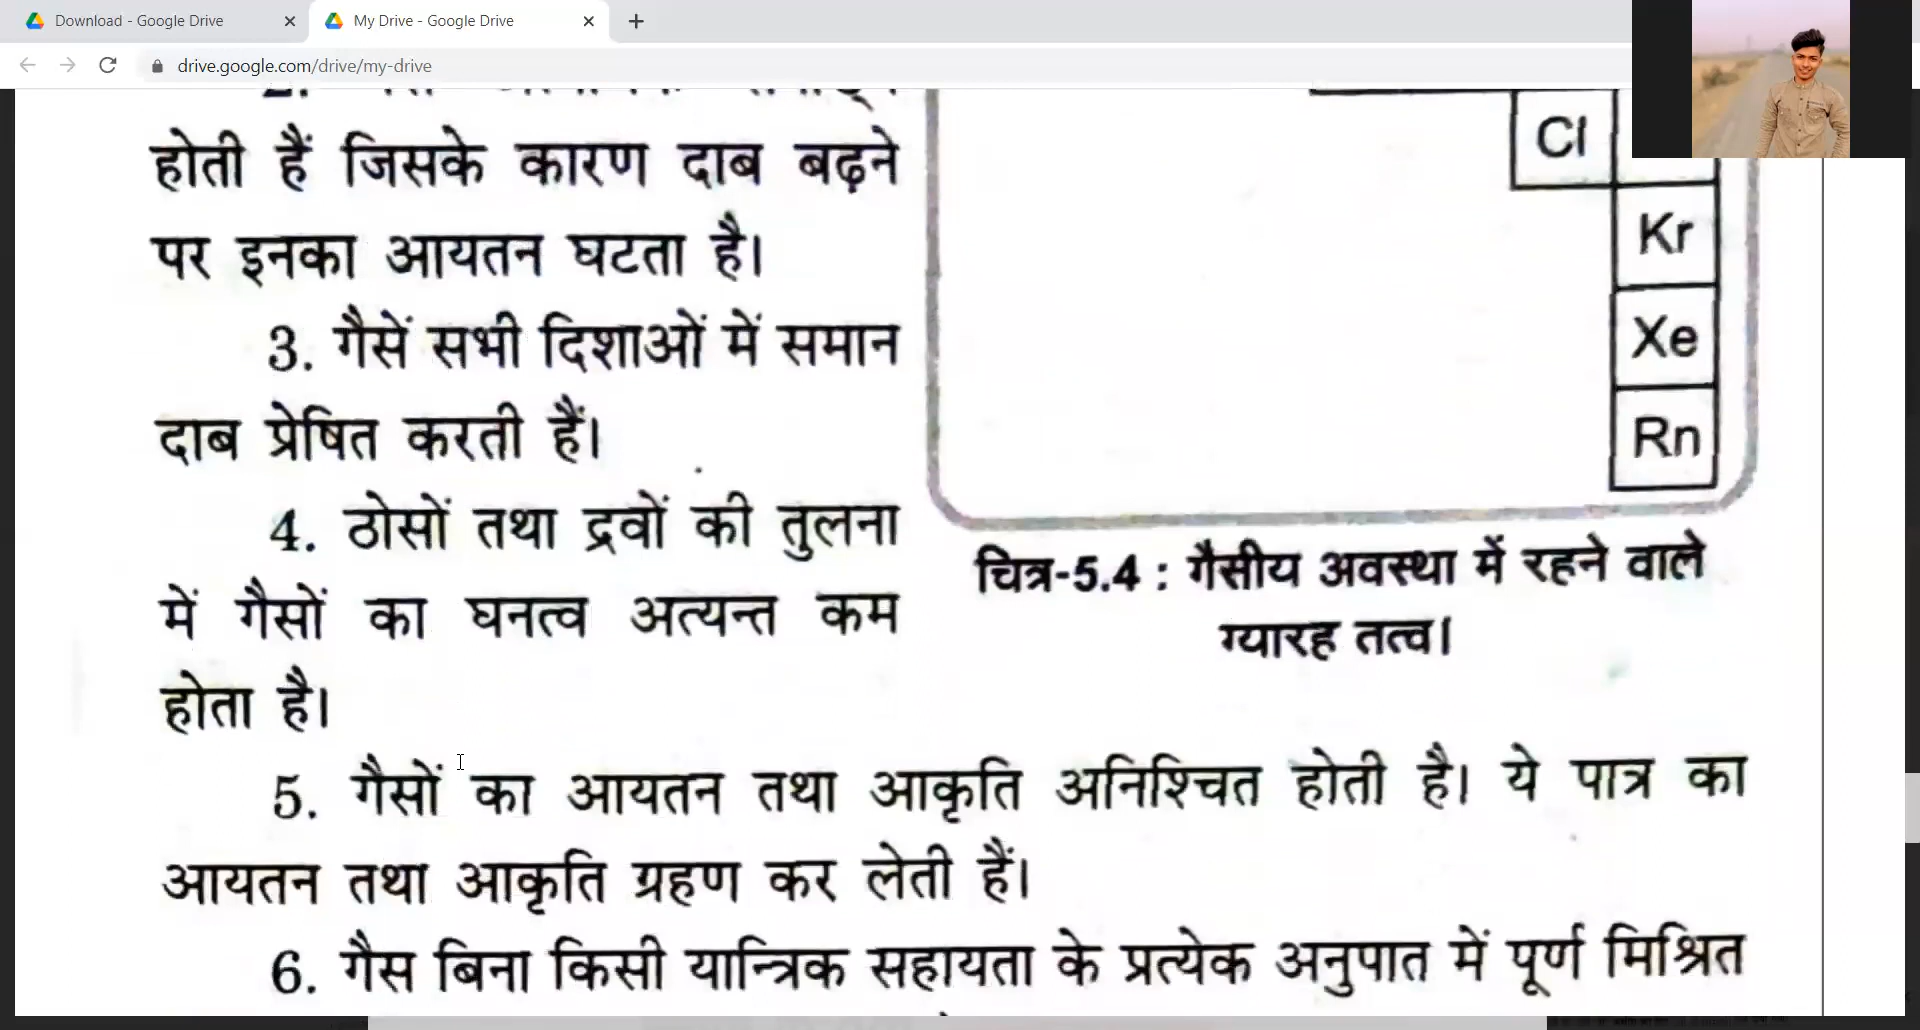 Download - Google Drive
My Drive - Google Drive
drive.google.com/drive/my-drive
होती हैं जिसके कारण दाब बढ़ने
पर इनका आयतन घटता है।
3. गैसें सभी दिशाओं में समान
दाब प्रेषित करती हैं।
4. ठोसों तथा द्रवों की तुलना
में गैसों का घनत्व अत्यन्त कम
होता है।
Cl
Kr
Xe
Rn
चित्र-5.4 : गैसीय अवस्था में रहने वाले
ग्यारह तत्व।
5. गैसों का आयतन तथा आकृति अनिश्चित होती है। ये पात्र का
आयतन तथा आकृति ग्रहण कर लेती हैं।
6. गैस बिना किसी यान्त्रिक सहायता के प्रत्येक अनुपात में पूर्ण मिश्रित